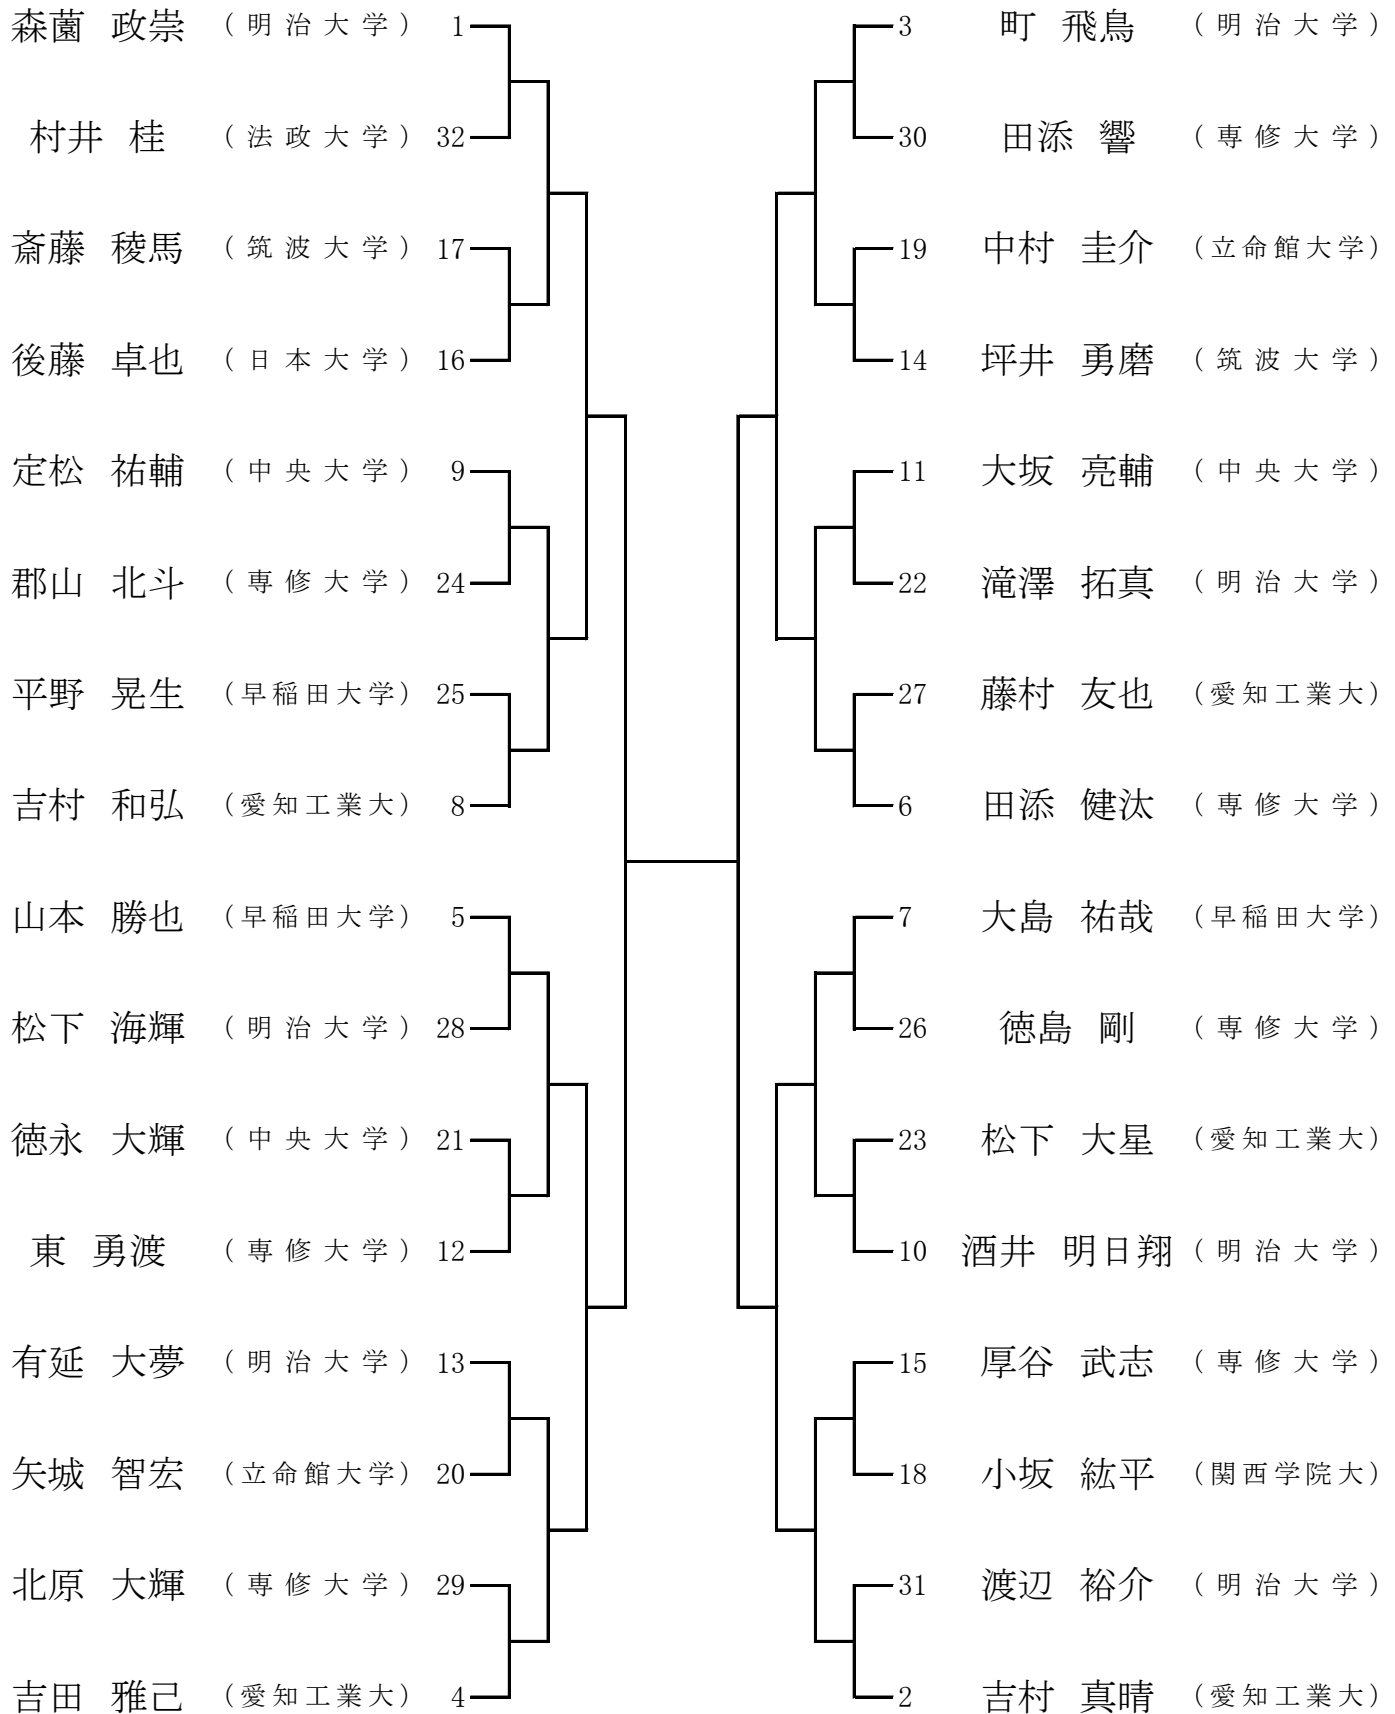 森薗 政崇 (明治大学) 1
村井 桂 (法政大学) 32
斎藤 稜馬 (筑波大学) 17
後藤 卓也 (日本大学) 16
定松 祐輔 (中央大学) 9
郡山 北斗 (専修大学) 24
平野 晃生 (早稲田大学) 25
吉村 和弘 (愛知工業大) 8
山本 勝也 (早稲田大学) 5
松下 海輝 (明治大学) 28
徳永 大輝 (中央大学) 21
東 勇渡 (専修大学) 12
有延 大夢 (明治大学) 13
矢城 智宏 (立命館大学) 20
北原 大輝 (専修大学) 29
吉田 雅己 (愛知工業大) 4
3 町 飛鳥 (明治大学)
30 田添 響 (専修大学)
19 中村 圭介 (立命館大学)
14 坪井 勇磨 (筑波大学)
11 大坂 亮輔 (中央大学)
22 滝澤 拓真 (明治大学)
27 藤村 友也 (愛知工業大)
6 田添 健汰 (専修大学)
7 大島 祐哉 (早稲田大学)
26 徳島 剛 (専修大学)
23 松下 大星 (愛知工業大)
10 酒井 明日翔 (明治大学)
15 厚谷 武志 (専修大学)
18 小坂 紘平 (関西学院大)
31 渡辺 裕介 (明治大学)
2 吉村 真晴 (愛知工業大)